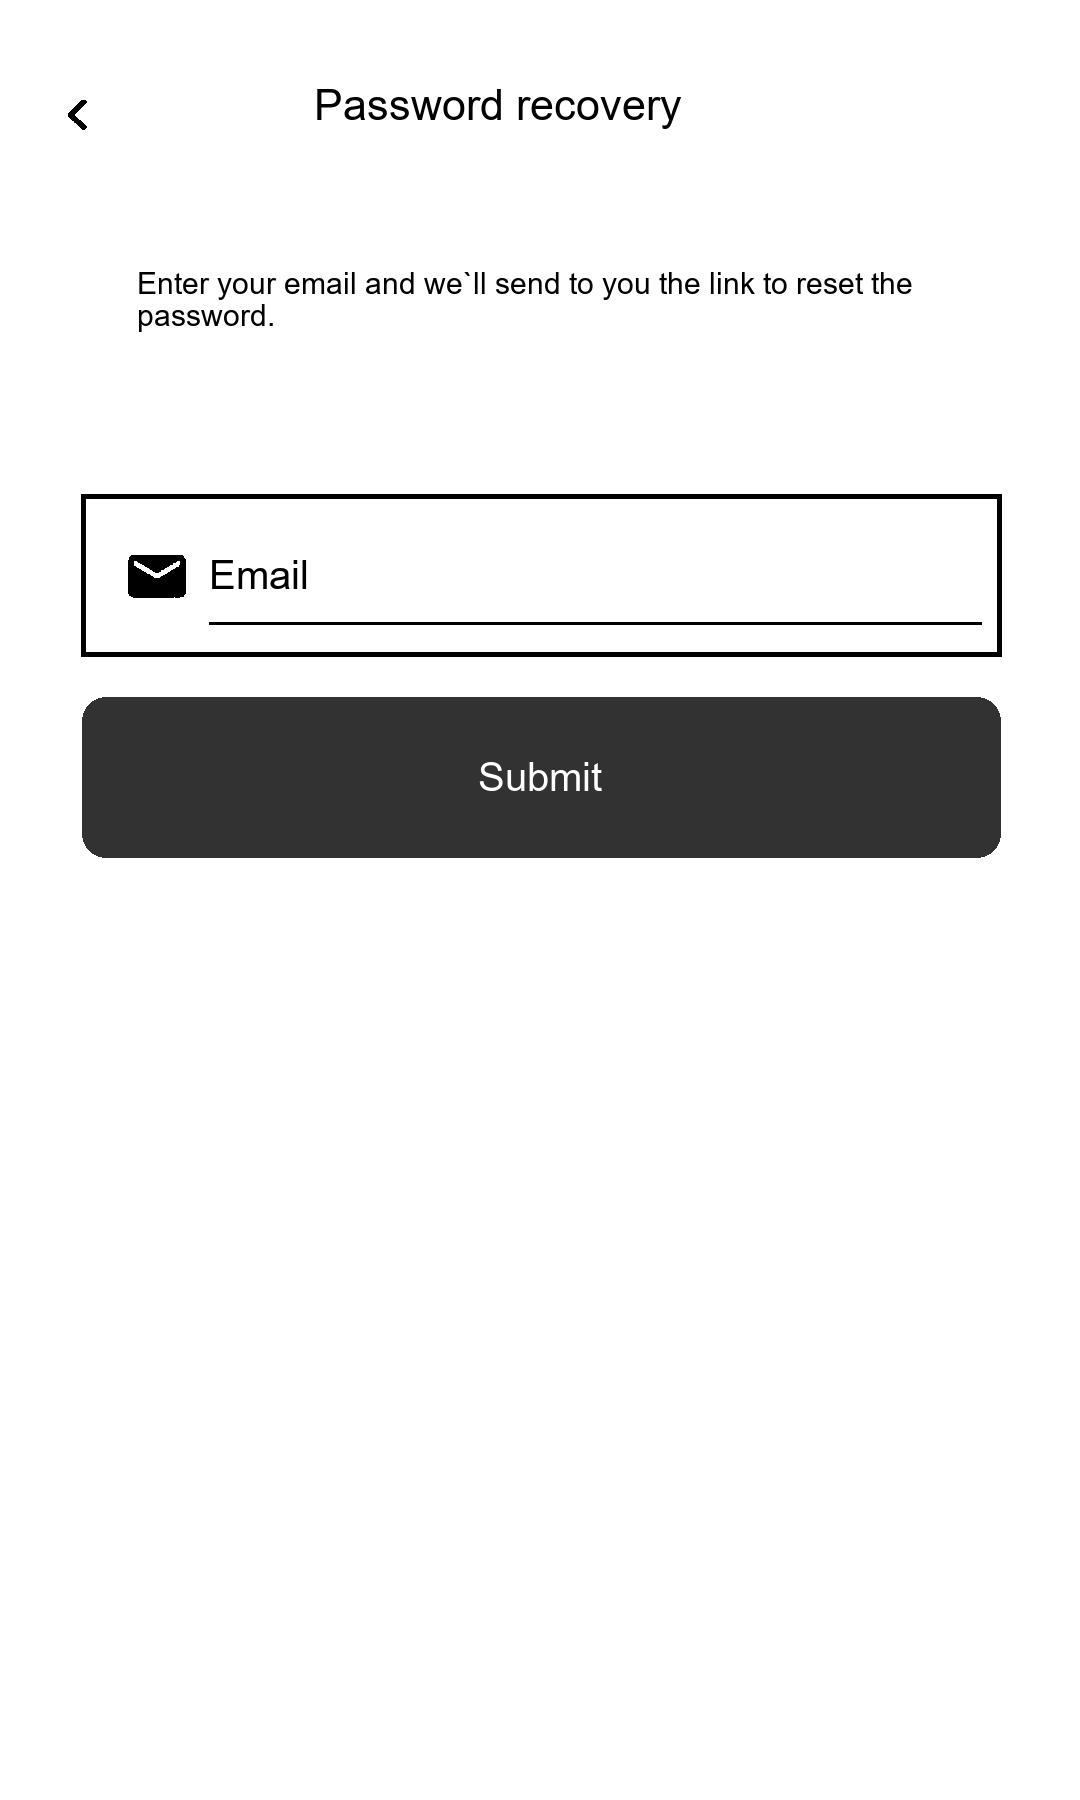 Password recovery
Enter your email and we`ll send to you the link to reset the
password.
Email
Submit